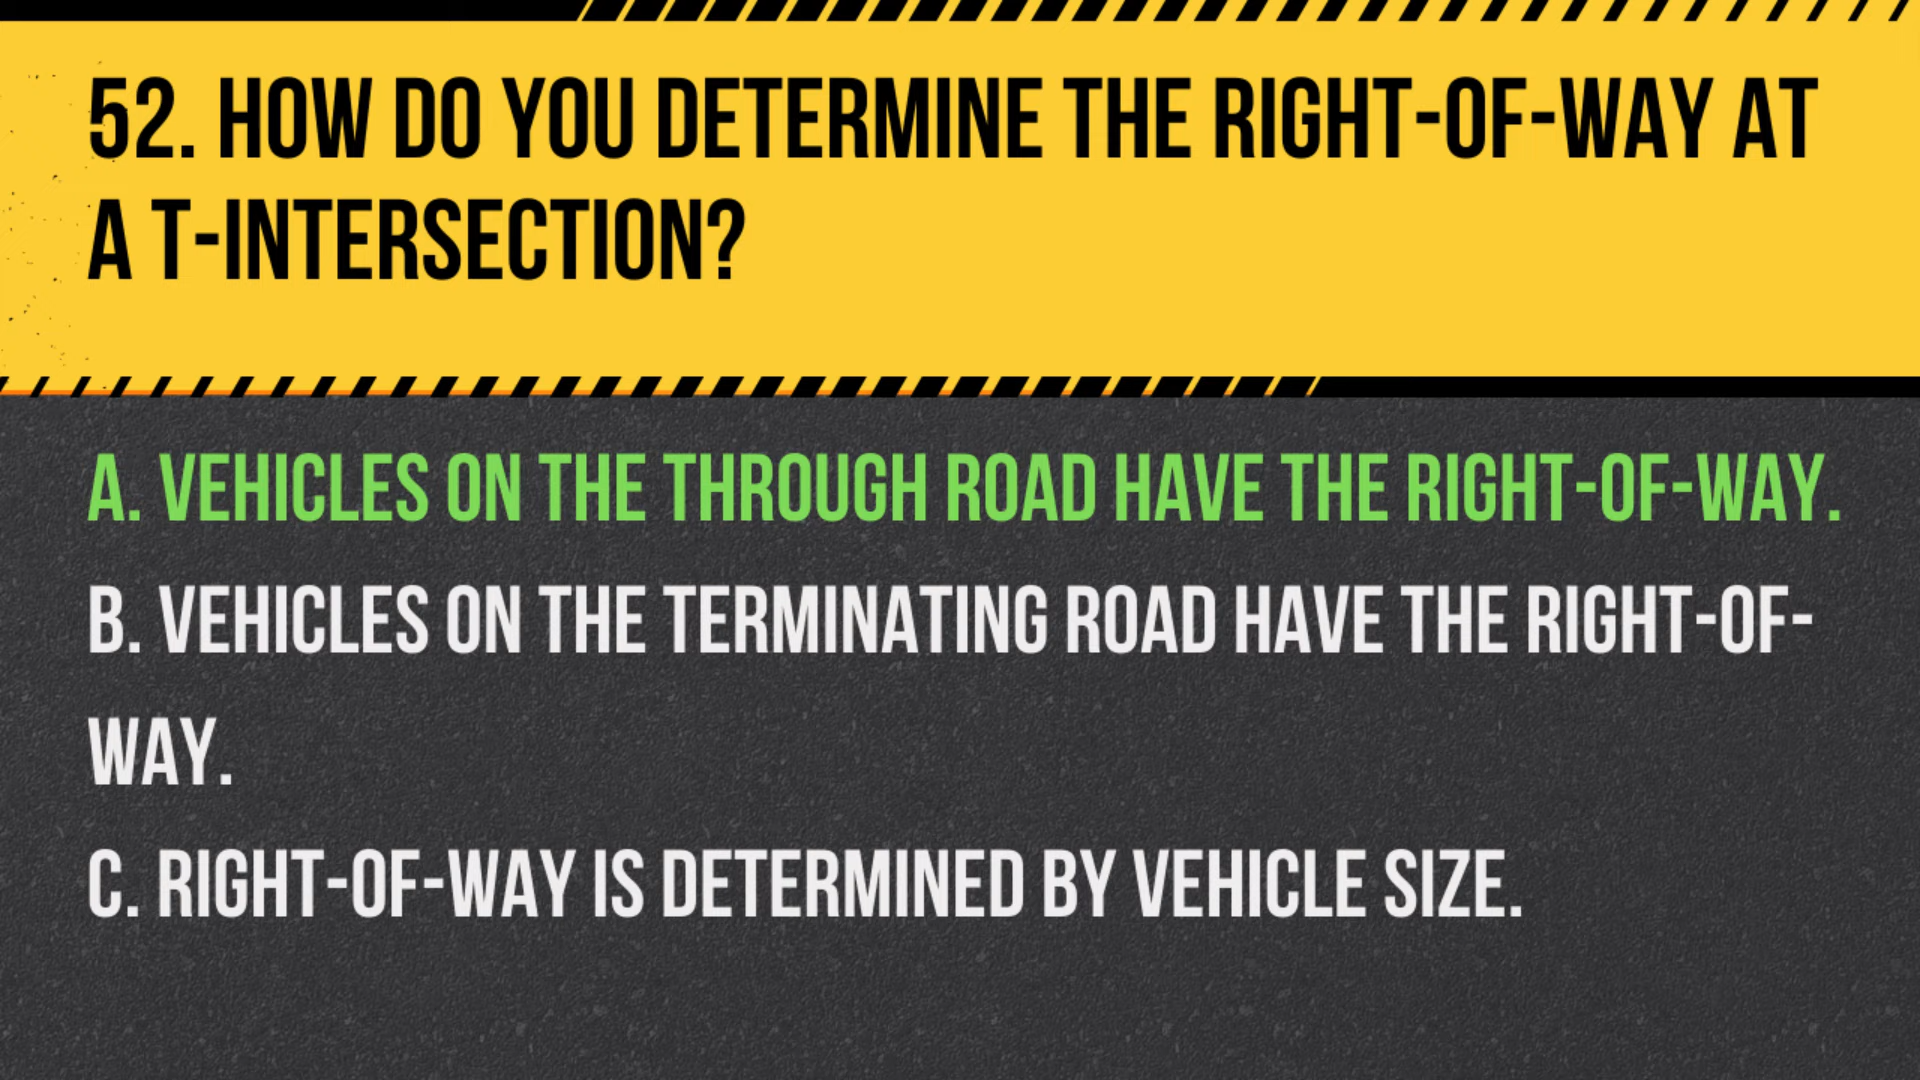 52. HOW DO YOU DETERMINE THE RIGHT-OF-WAY AT
A T-INTERSECTION?
A. VEHICLES ON THE THROUGH ROAD HAVE THE RIGHT-OF-WAY.
B. VEHICLES ON THE TERMINATING ROAD HAVE THE RIGHT-OF-
WAY.
C. RIGHT-OF-WAY IS DETERMINED BY VEHICLE SIZE.